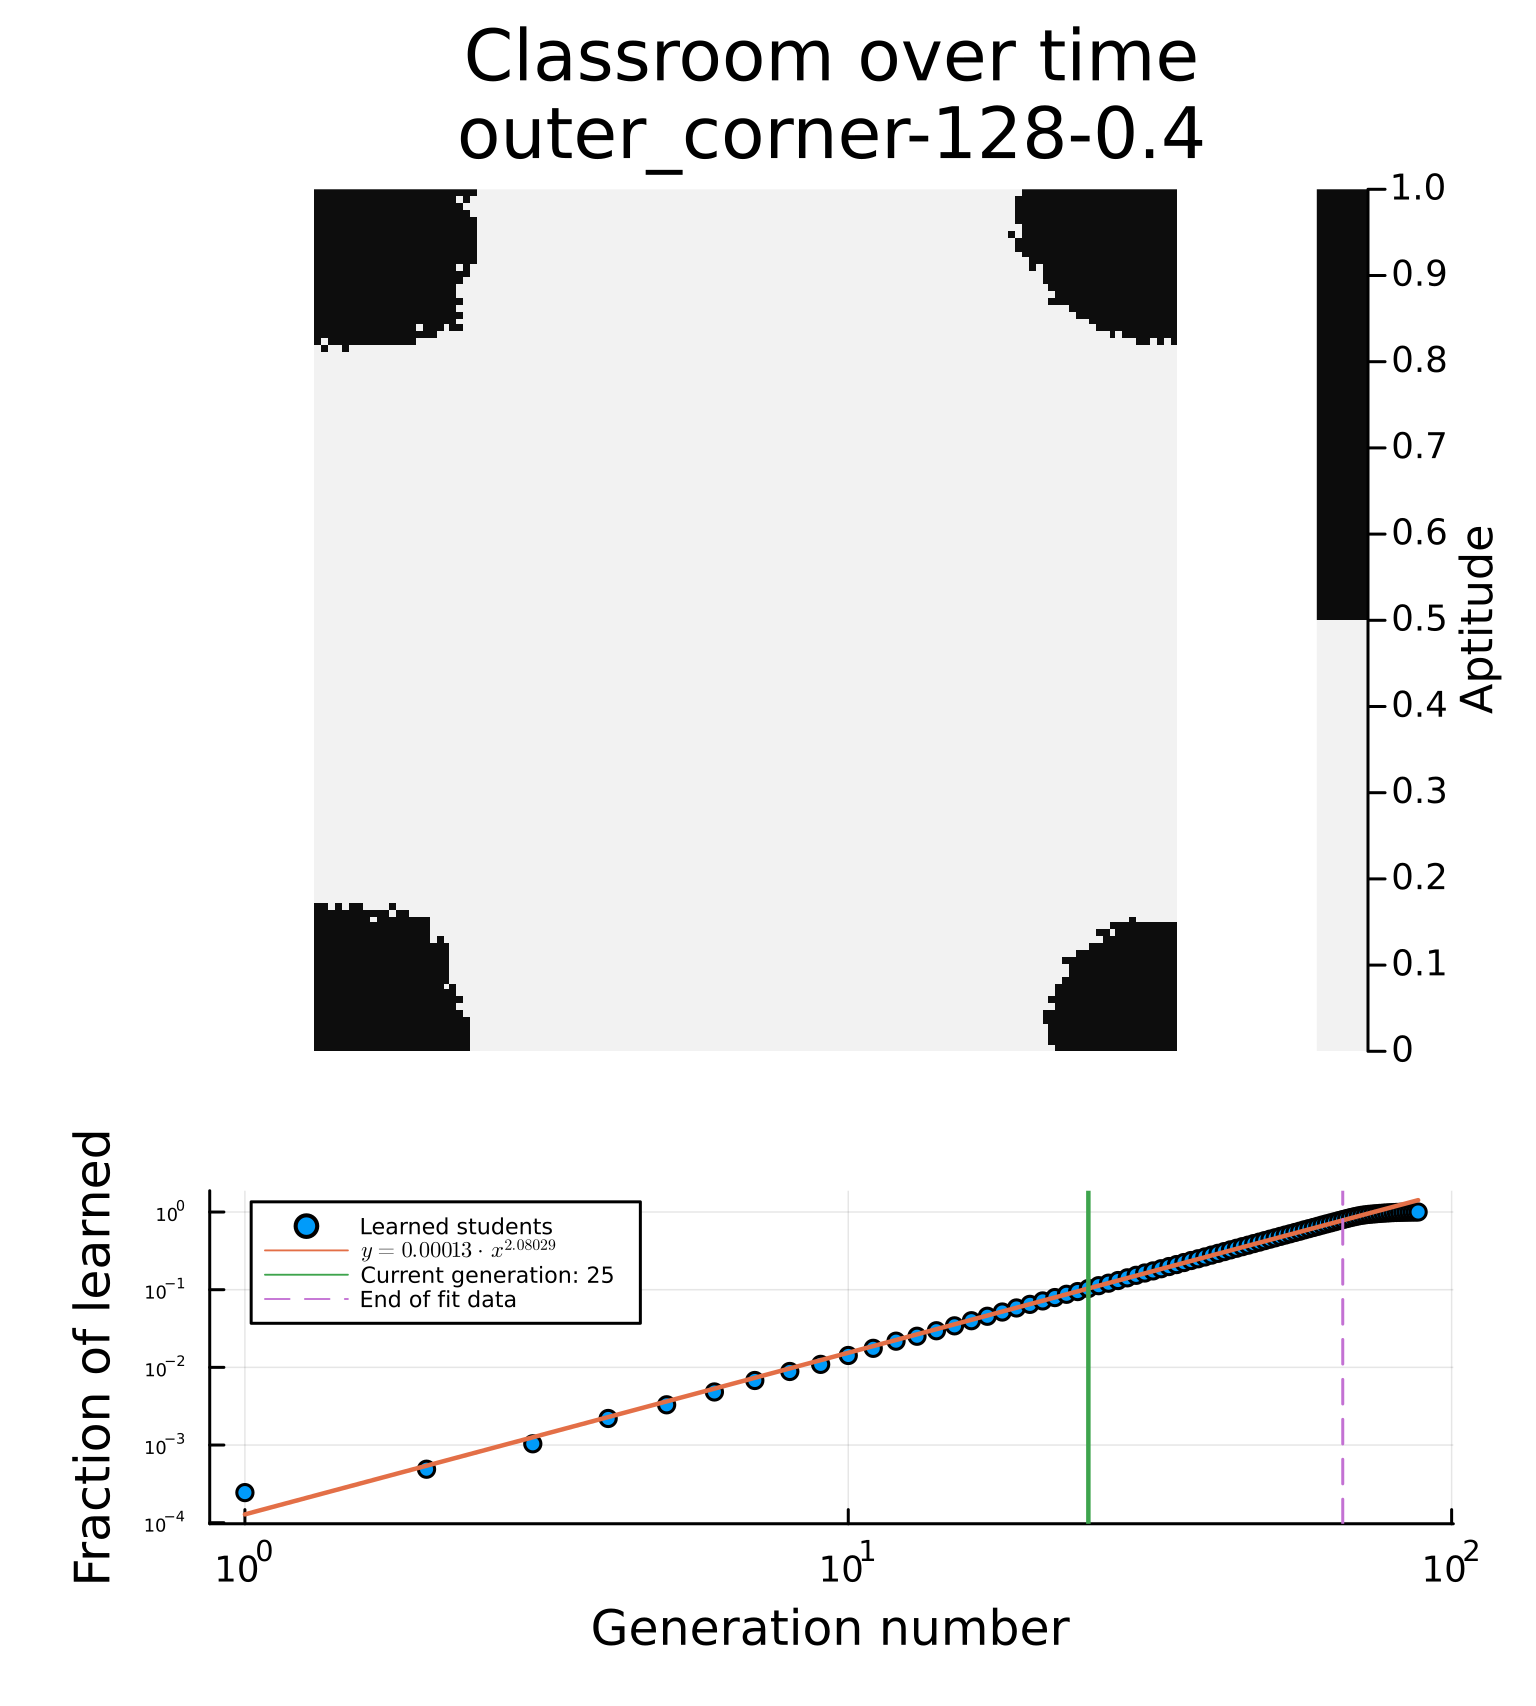 Classroom over time
outer_corner-128-0.4
1.0
0.9
0.8
0.7
0.6
0.5
0.4
0.3
0.2
0.1
0
Aptitude
Fraction of learned
10⁰
10⁻¹
10⁻²
10⁻³
10⁻⁴
Learned students
y = 0.00013 · x^2.08029
Current generation: 25
End of fit data
10⁰ 10¹ 10²
Generation number